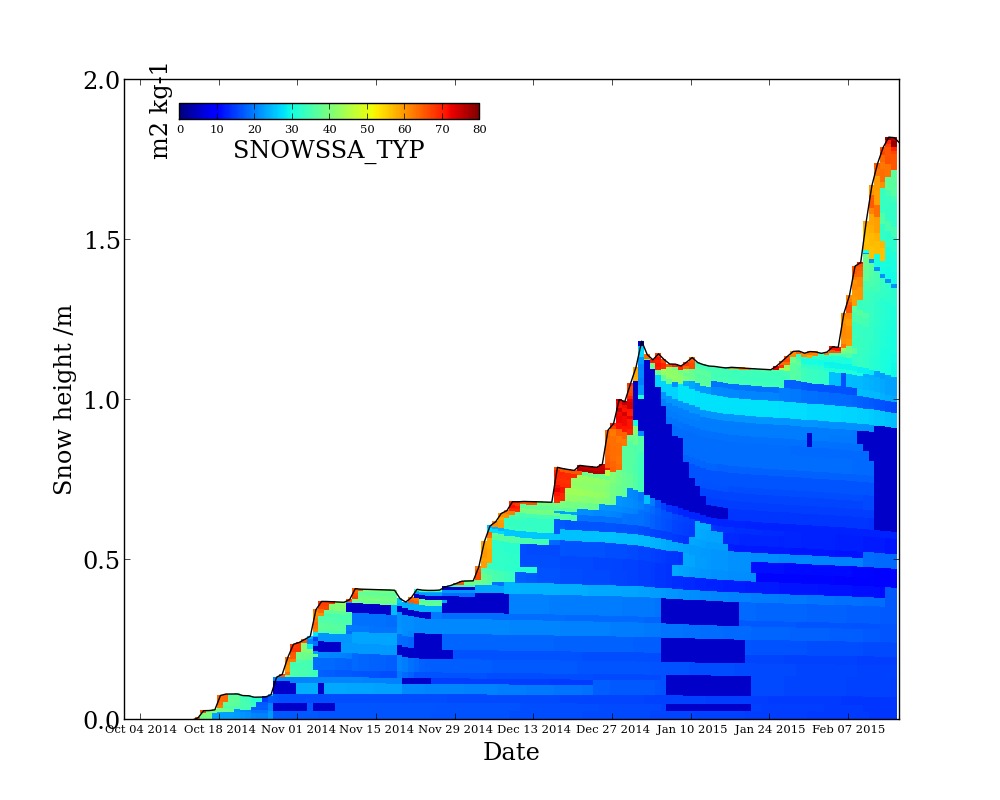 2.0
m2 kg-1
0 10 20 30 40 50 60 70 80
SNOWSSA_TYP
1.5
Snow height /m
1.0
0.5
0.0
Oct 04 2014 Oct 18 2014 Nov 01 2014 Nov 15 2014 Nov 29 2014 Dec 13 2014 Dec 27 2014 Jan 10 2015 Jan 24 2015 Feb 07 2015
Date